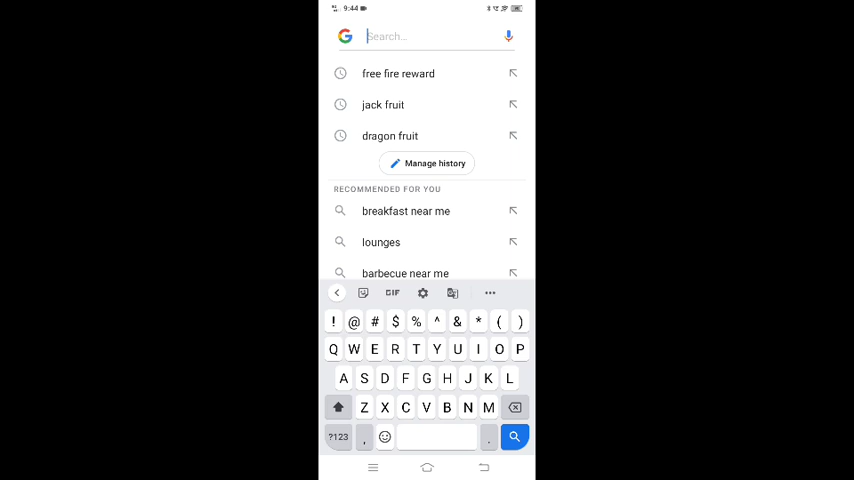 9:44
Search...
free fire reward
jack fruit
dragon fruit
Manage history
RECOMMENDED FOR YOU
breakfast near me
lounges
barbecue near me
GIF
! @ # $ % ^ & * ( )
Q W E R T Y U I O P
A S D F G H J K L
Z X C V B N M
?123 , .